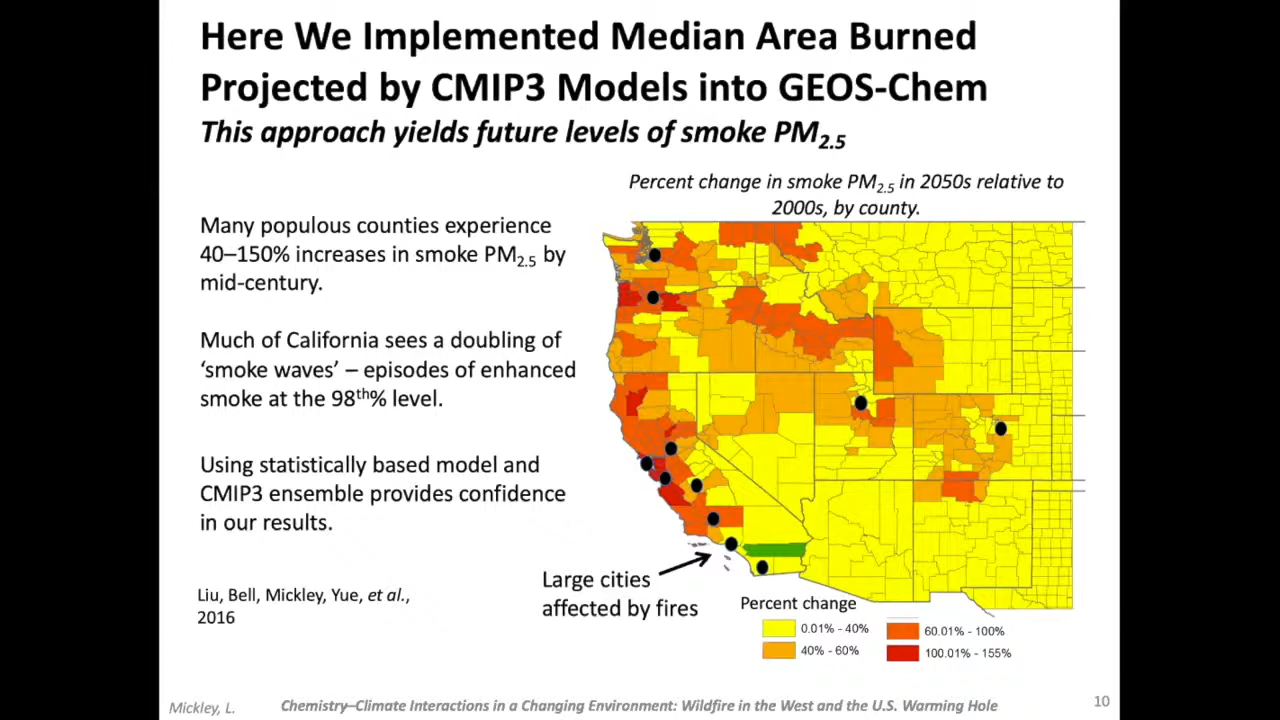 Here We Implemented Median Area Burned
Projected by CMIP3 Models into GEOS-Chem
This approach yields future levels of smoke PM2.5
Percent change in smoke PM2.5 in 2050s relative to
2000s, by county.
Many populous counties experience
40–150% increases in smoke PM2.5 by
mid-century.
Much of California sees a doubling of
‘smoke waves’ – episodes of enhanced
smoke at the 98th% level.
Using statistically based model and
CMIP3 ensemble provides confidence
in our results.
Liu, Bell, Mickley, Yue, et al.,
2016
Large cities
affected by fires
Percent change
0.01% - 40%
60.01% - 100%
40% - 60%
100.01% - 155%
Mickley, L.
Chemistry–Climate Interactions in a Changing Environment: Wildfire in the West and the U.S. Warming Hole
10